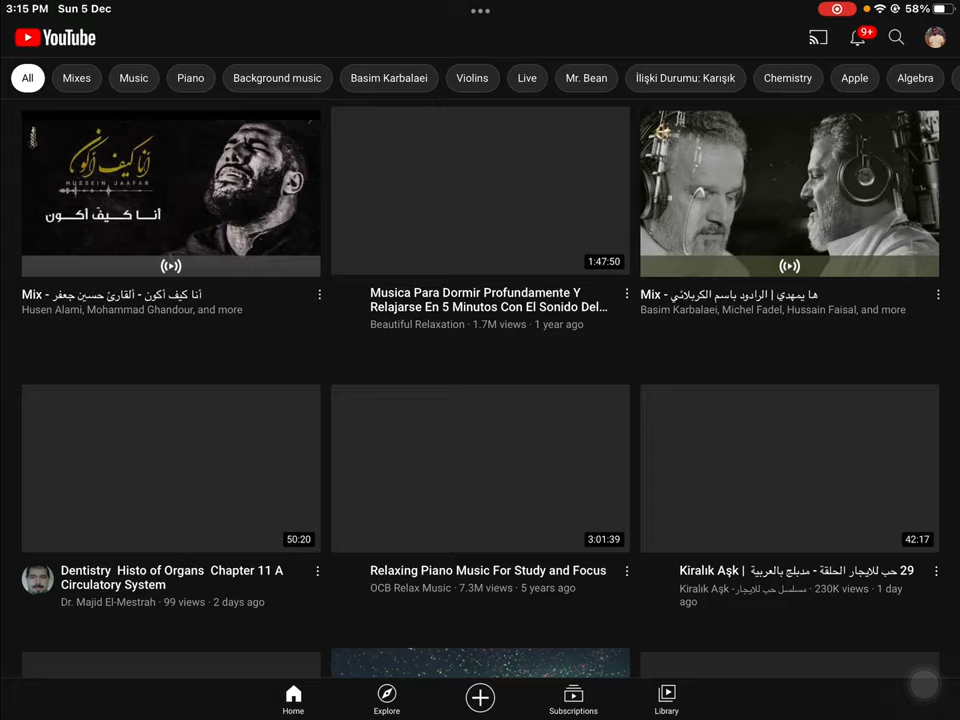 3:15 PM Sun 5 Dec
58%
YouTube
9+
All
Mixes
Music
Piano
Background music
Basim Karbalaei
Violins
Live
Mr. Bean
İlişki Durumu: Karışık
Chemistry
Apple
Algebra
أنا كيف أكون
HUSSEIN JAAFAR
أنـا كـيـف أكـون
1:47:50
Mix - أنا كيف أكون - ألقارئ حسين جعفر
Husen Alami, Mohammad Ghandour, and more
Musica Para Dormir Profundamente Y
Relajarse En 5 Minutos Con El Sonido Del…
Beautiful Relaxation · 1.7M views · 1 year ago
Mix - ها يمهدي | الرادود باسم الكربلائي
Basim Karbalaei, Michel Fadel, Hussain Faisal, and more
50:20
3:01:39
42:17
Dentistry Histo of Organs Chapter 11 A
Circulatory System
Dr. Majid El-Mestrah · 99 views · 2 days ago
Relaxing Piano Music For Study and Focus
OCB Relax Music · 7.3M views · 5 years ago
Kiralık Aşk | حب للايجار الحلقة - مدبلج بالعربية 29
Kiralık Aşk -مسلسل حب للايجار · 230K views · 1 day
ago
Home
Explore
Subscriptions
Library